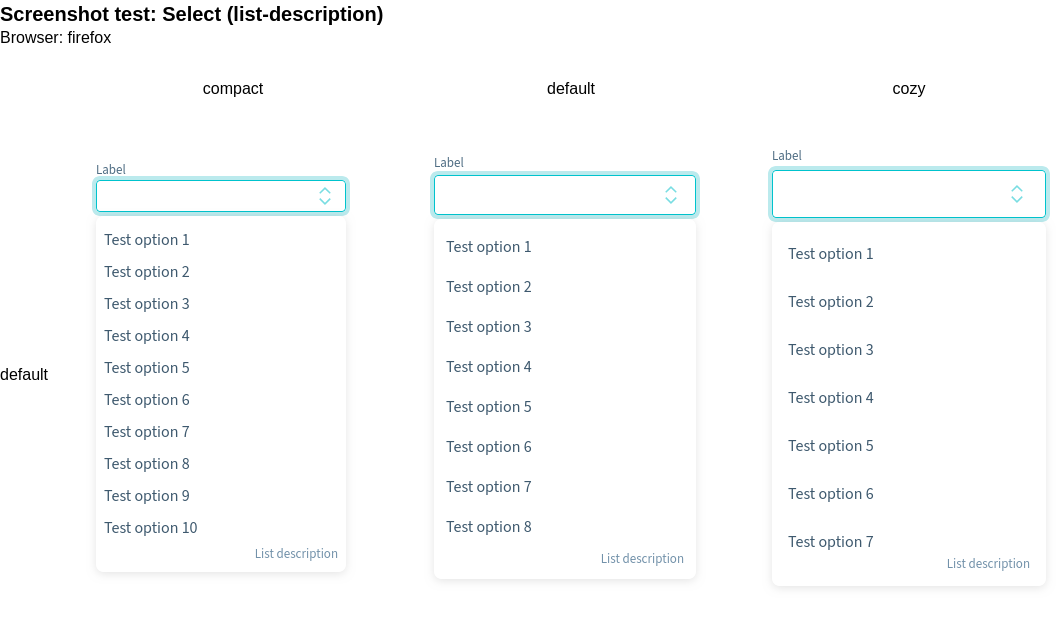 Screenshot test: Select (list-description)
Browser: firefox
compact
default
cozy
default
Label
Test option 1
Test option 2
Test option 3
Test option 4
Test option 5
Test option 6
Test option 7
Test option 8
Test option 9
Test option 10
List description
Label
Test option 1
Test option 2
Test option 3
Test option 4
Test option 5
Test option 6
Test option 7
Test option 8
List description
Label
Test option 1
Test option 2
Test option 3
Test option 4
Test option 5
Test option 6
Test option 7
List description